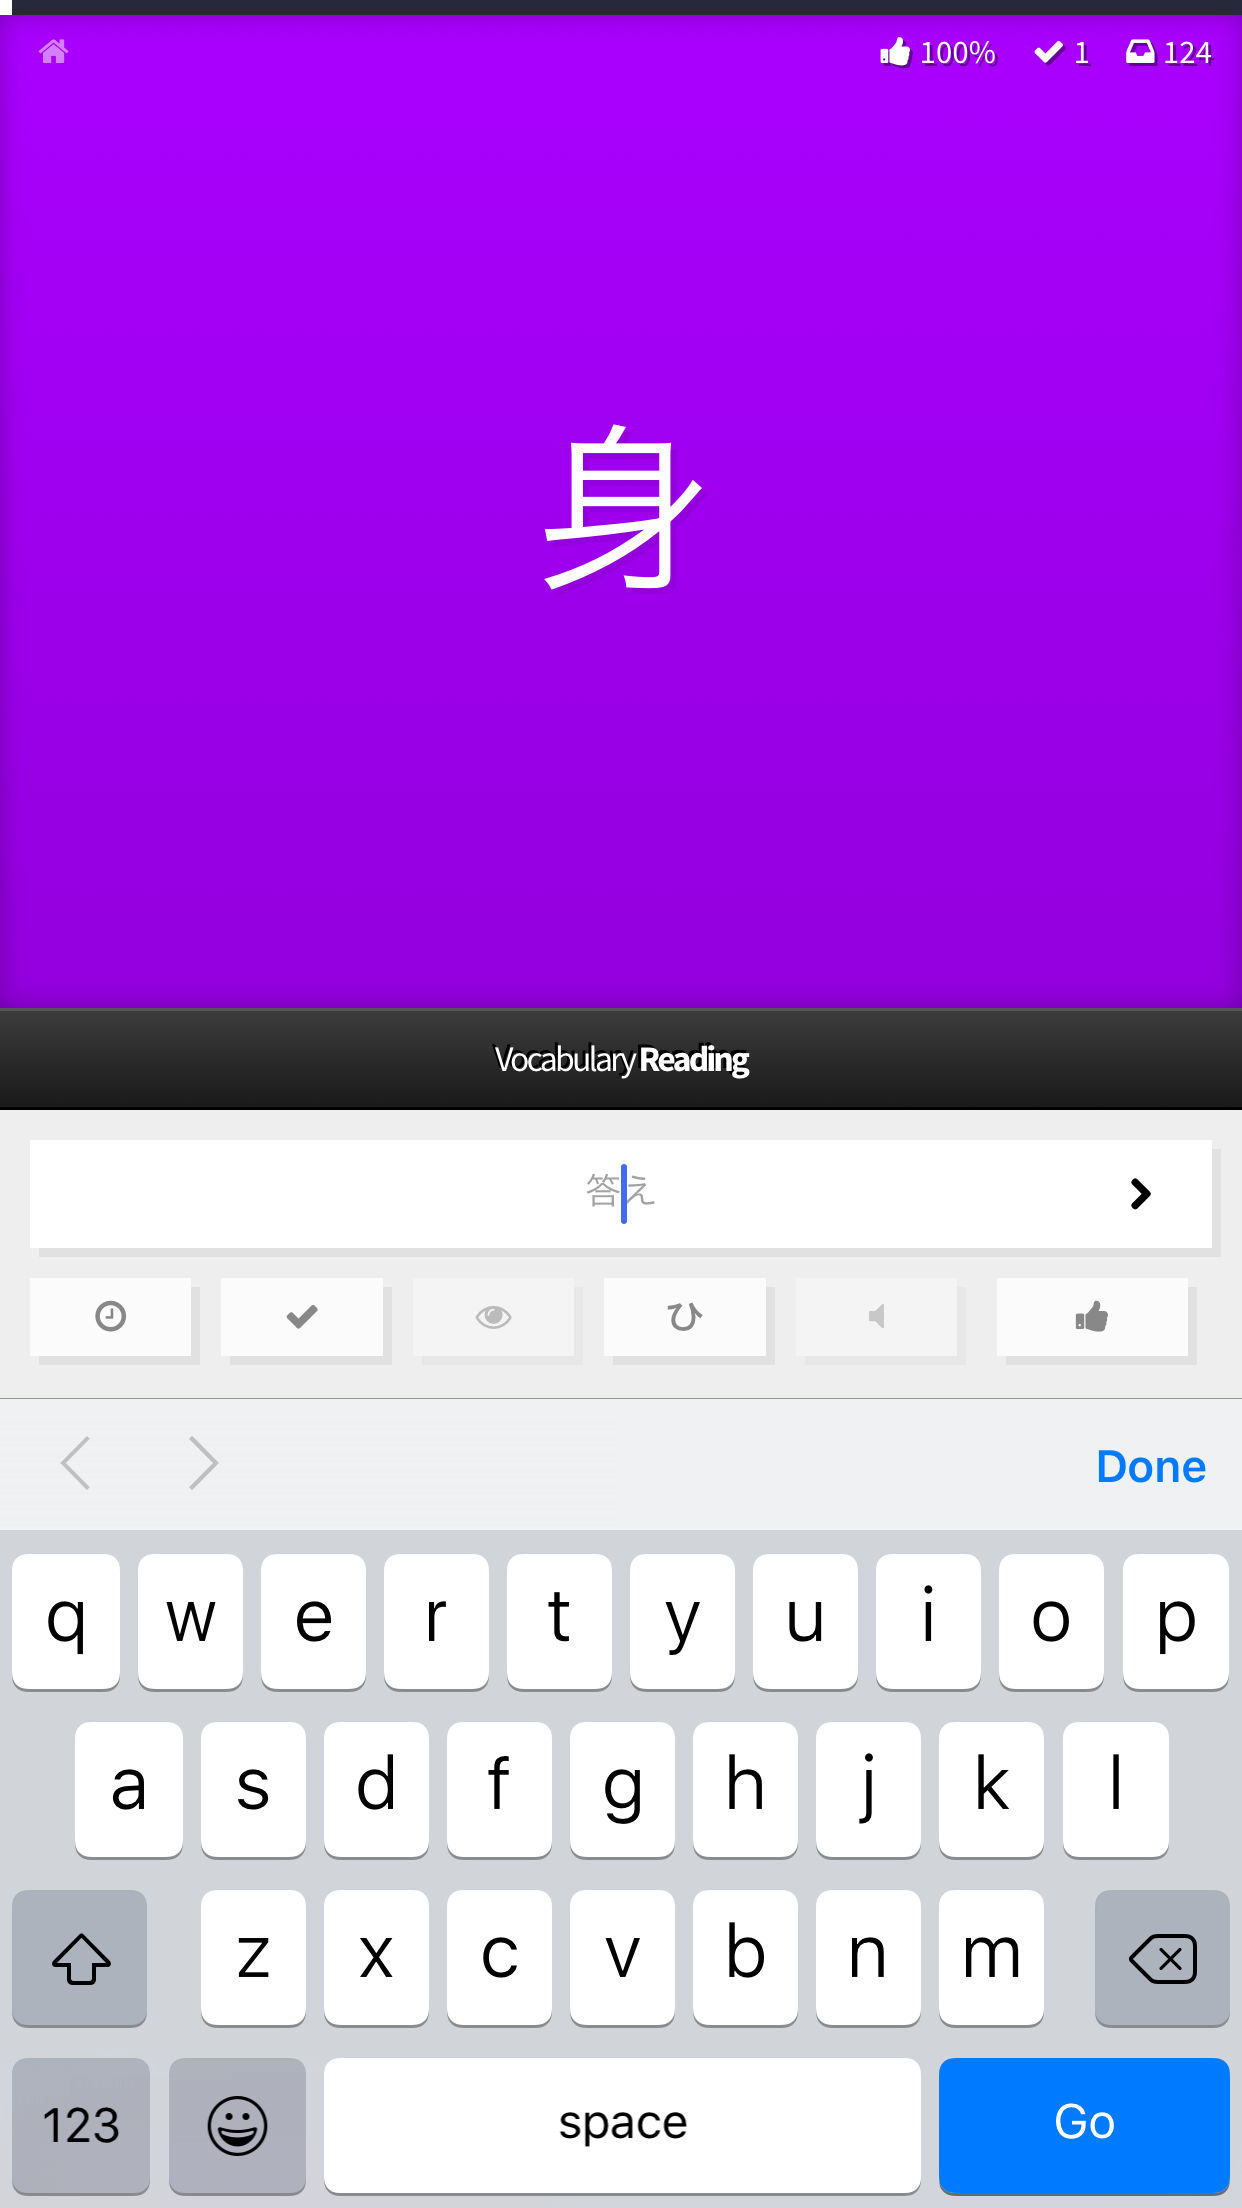 100% 1 124
身
Vocabulary Reading
答え
ひ
Done
q w e r t y u i o p
a s d f g h j k l
z x c v b n m
123 space Go